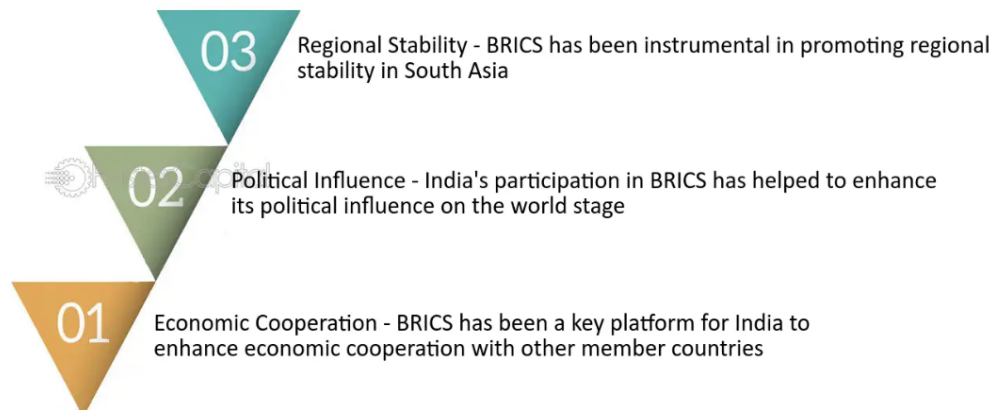 03
Regional Stability - BRICS has been instrumental in promoting regional
stability in South Asia
02
Political Influence - India's participation in BRICS has helped to enhance
its political influence on the world stage
01
Economic Cooperation - BRICS has been a key platform for India to
enhance economic cooperation with other member countries